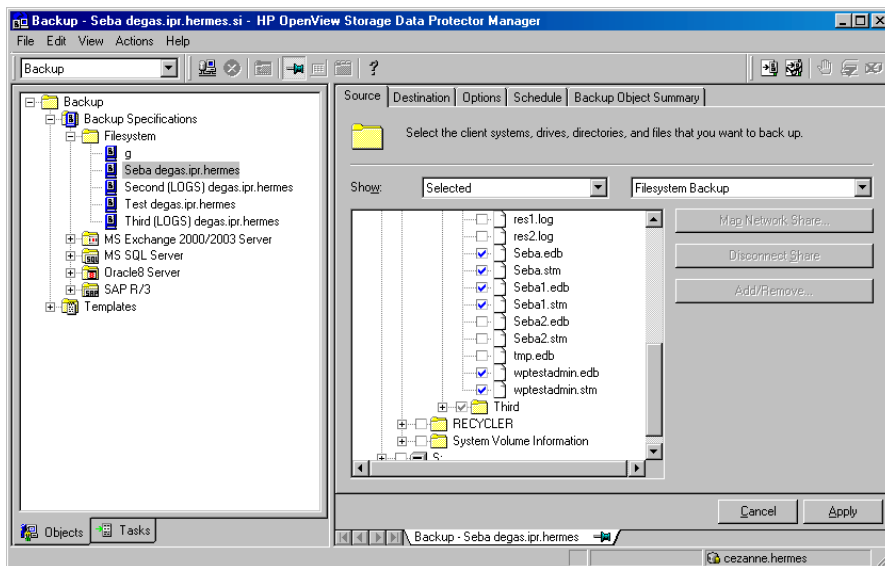 Backup - Seba degas.ipr.hermes.si - HP OpenView Storage Data Protector Manager
File Edit View Actions Help
Backup
Backup
Backup Specifications
Filesystem
g
Seba degas.ipr.hermes
Second (LOGS) degas.ipr.hermes
Test degas.ipr.hermes
Third (LOGS) degas.ipr.hermes
MS Exchange 2000/2003 Server
MS SQL Server
Oracle8 Server
SAP R/3
Templates
Objects Tasks
Source Destination Options Schedule Backup Object Summary
Select the client systems, drives, directories, and files that you want to back up.
Show: Selected Filesystem Backup
res1.log
res2.log
Seba.edb
Seba.stm
Seba1.edb
Seba1.stm
Seba2.edb
Seba2.stm
tmp.edb
wptestadmin.edb
wptestadmin.stm
Third
RECYCLER
System Volume Information
S:
Map Network Share...
Disconnect Share
Add/Remove...
Cancel Apply
Backup - Seba degas.ipr.hermes
cezanne.hermes